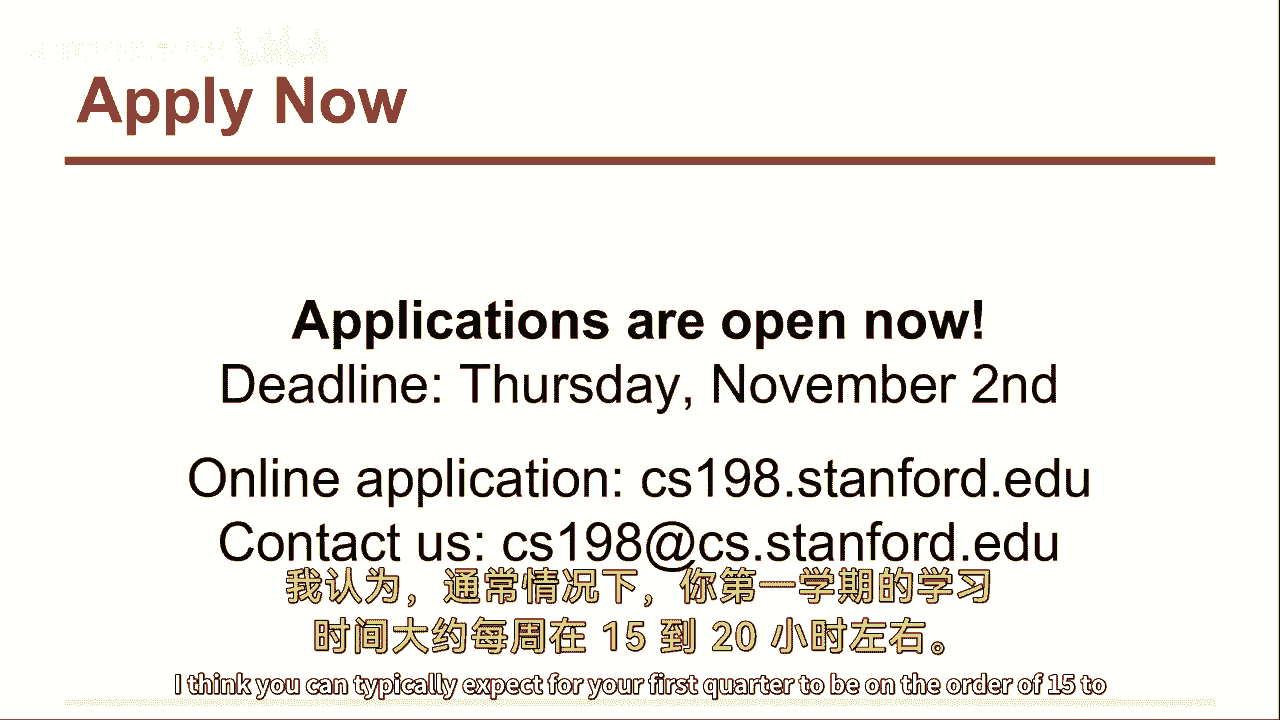 Apply Now
Applications are open now!
Deadline: Thursday, November 2nd
Online application: cs198.stanford.edu
Contact us: cs198@cs.stanford.edu
我认为，通常情况下，你第一学期的学习
时间大约每周在 15 到 20 小时左右。
I think you can typically expect for your first quarter to be on the order of 15 to